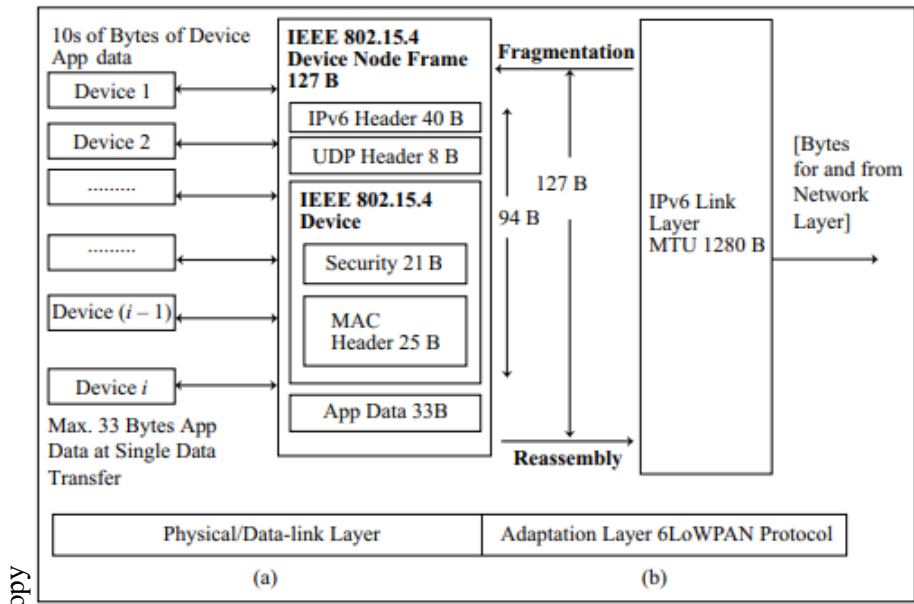 10s of Bytes of Device
App data
Device 1
Device 2
.........
.........
Device (i – 1)
Device i
Max. 33 Bytes App
Data at Single Data
Transfer
IEEE 802.15.4
Device Node Frame
127 B
IPv6 Header 40 B
UDP Header 8 B
IEEE 802.15.4
Device
Security 21 B
MAC
Header 25 B
App Data 33B
Fragmentation
94 B
127 B
Reassembly
IPv6 Link
Layer
MTU 1280 B
[Bytes
for and from
Network
Layer]
Physical/Data-link Layer
Adaptation Layer 6LoWPAN Protocol
(a)
(b)
opy